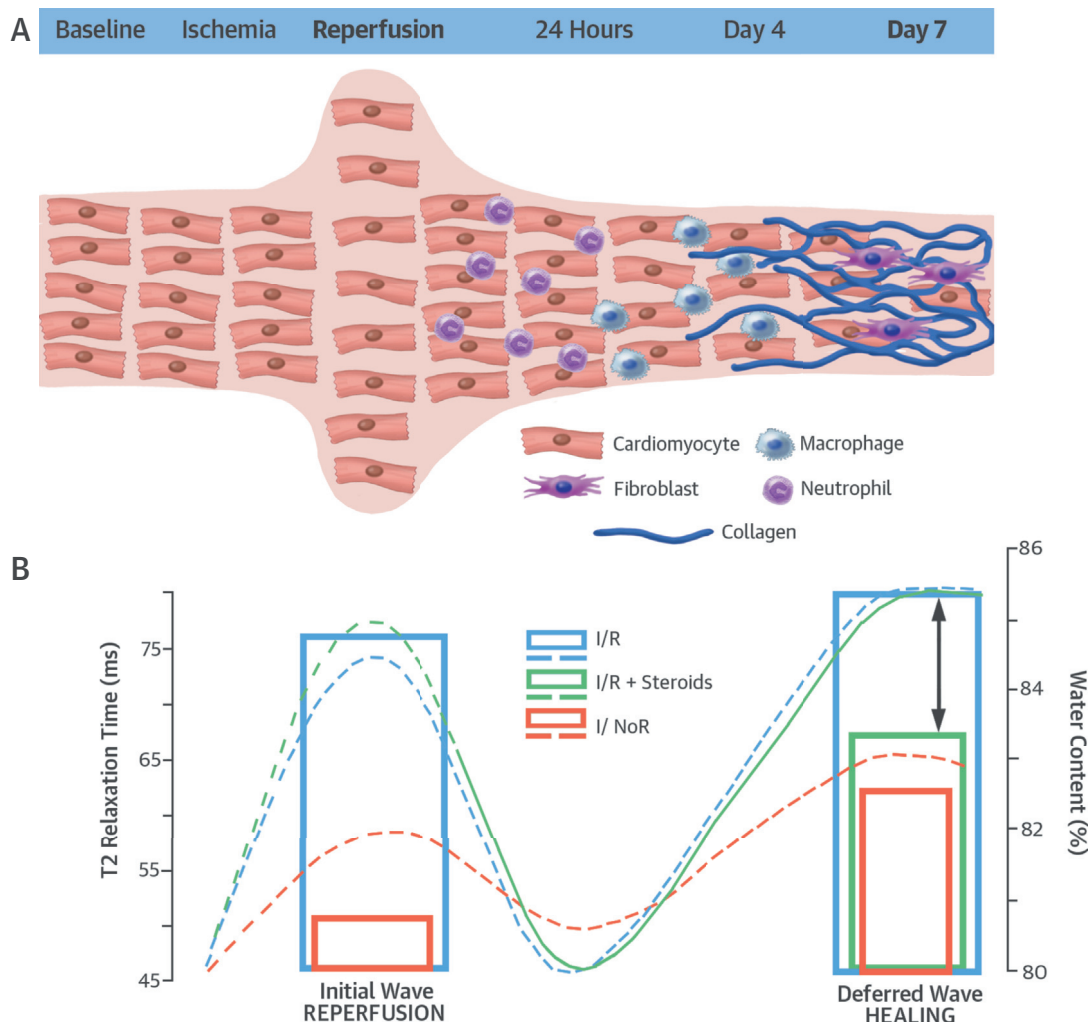 A
Baseline Ischemia Reperfusion 24 Hours Day 4 Day 7
Cardiomyocyte
Macrophage
Fibroblast
Neutrophil
Collagen
B
T2 Relaxation Time (ms)
75
65
55
45
I/R
I/R + Steroids
I/ NoR
86
84
82
80
Water Content (%)
Initial Wave
REPERFUSION
Deferred Wave
HEALING